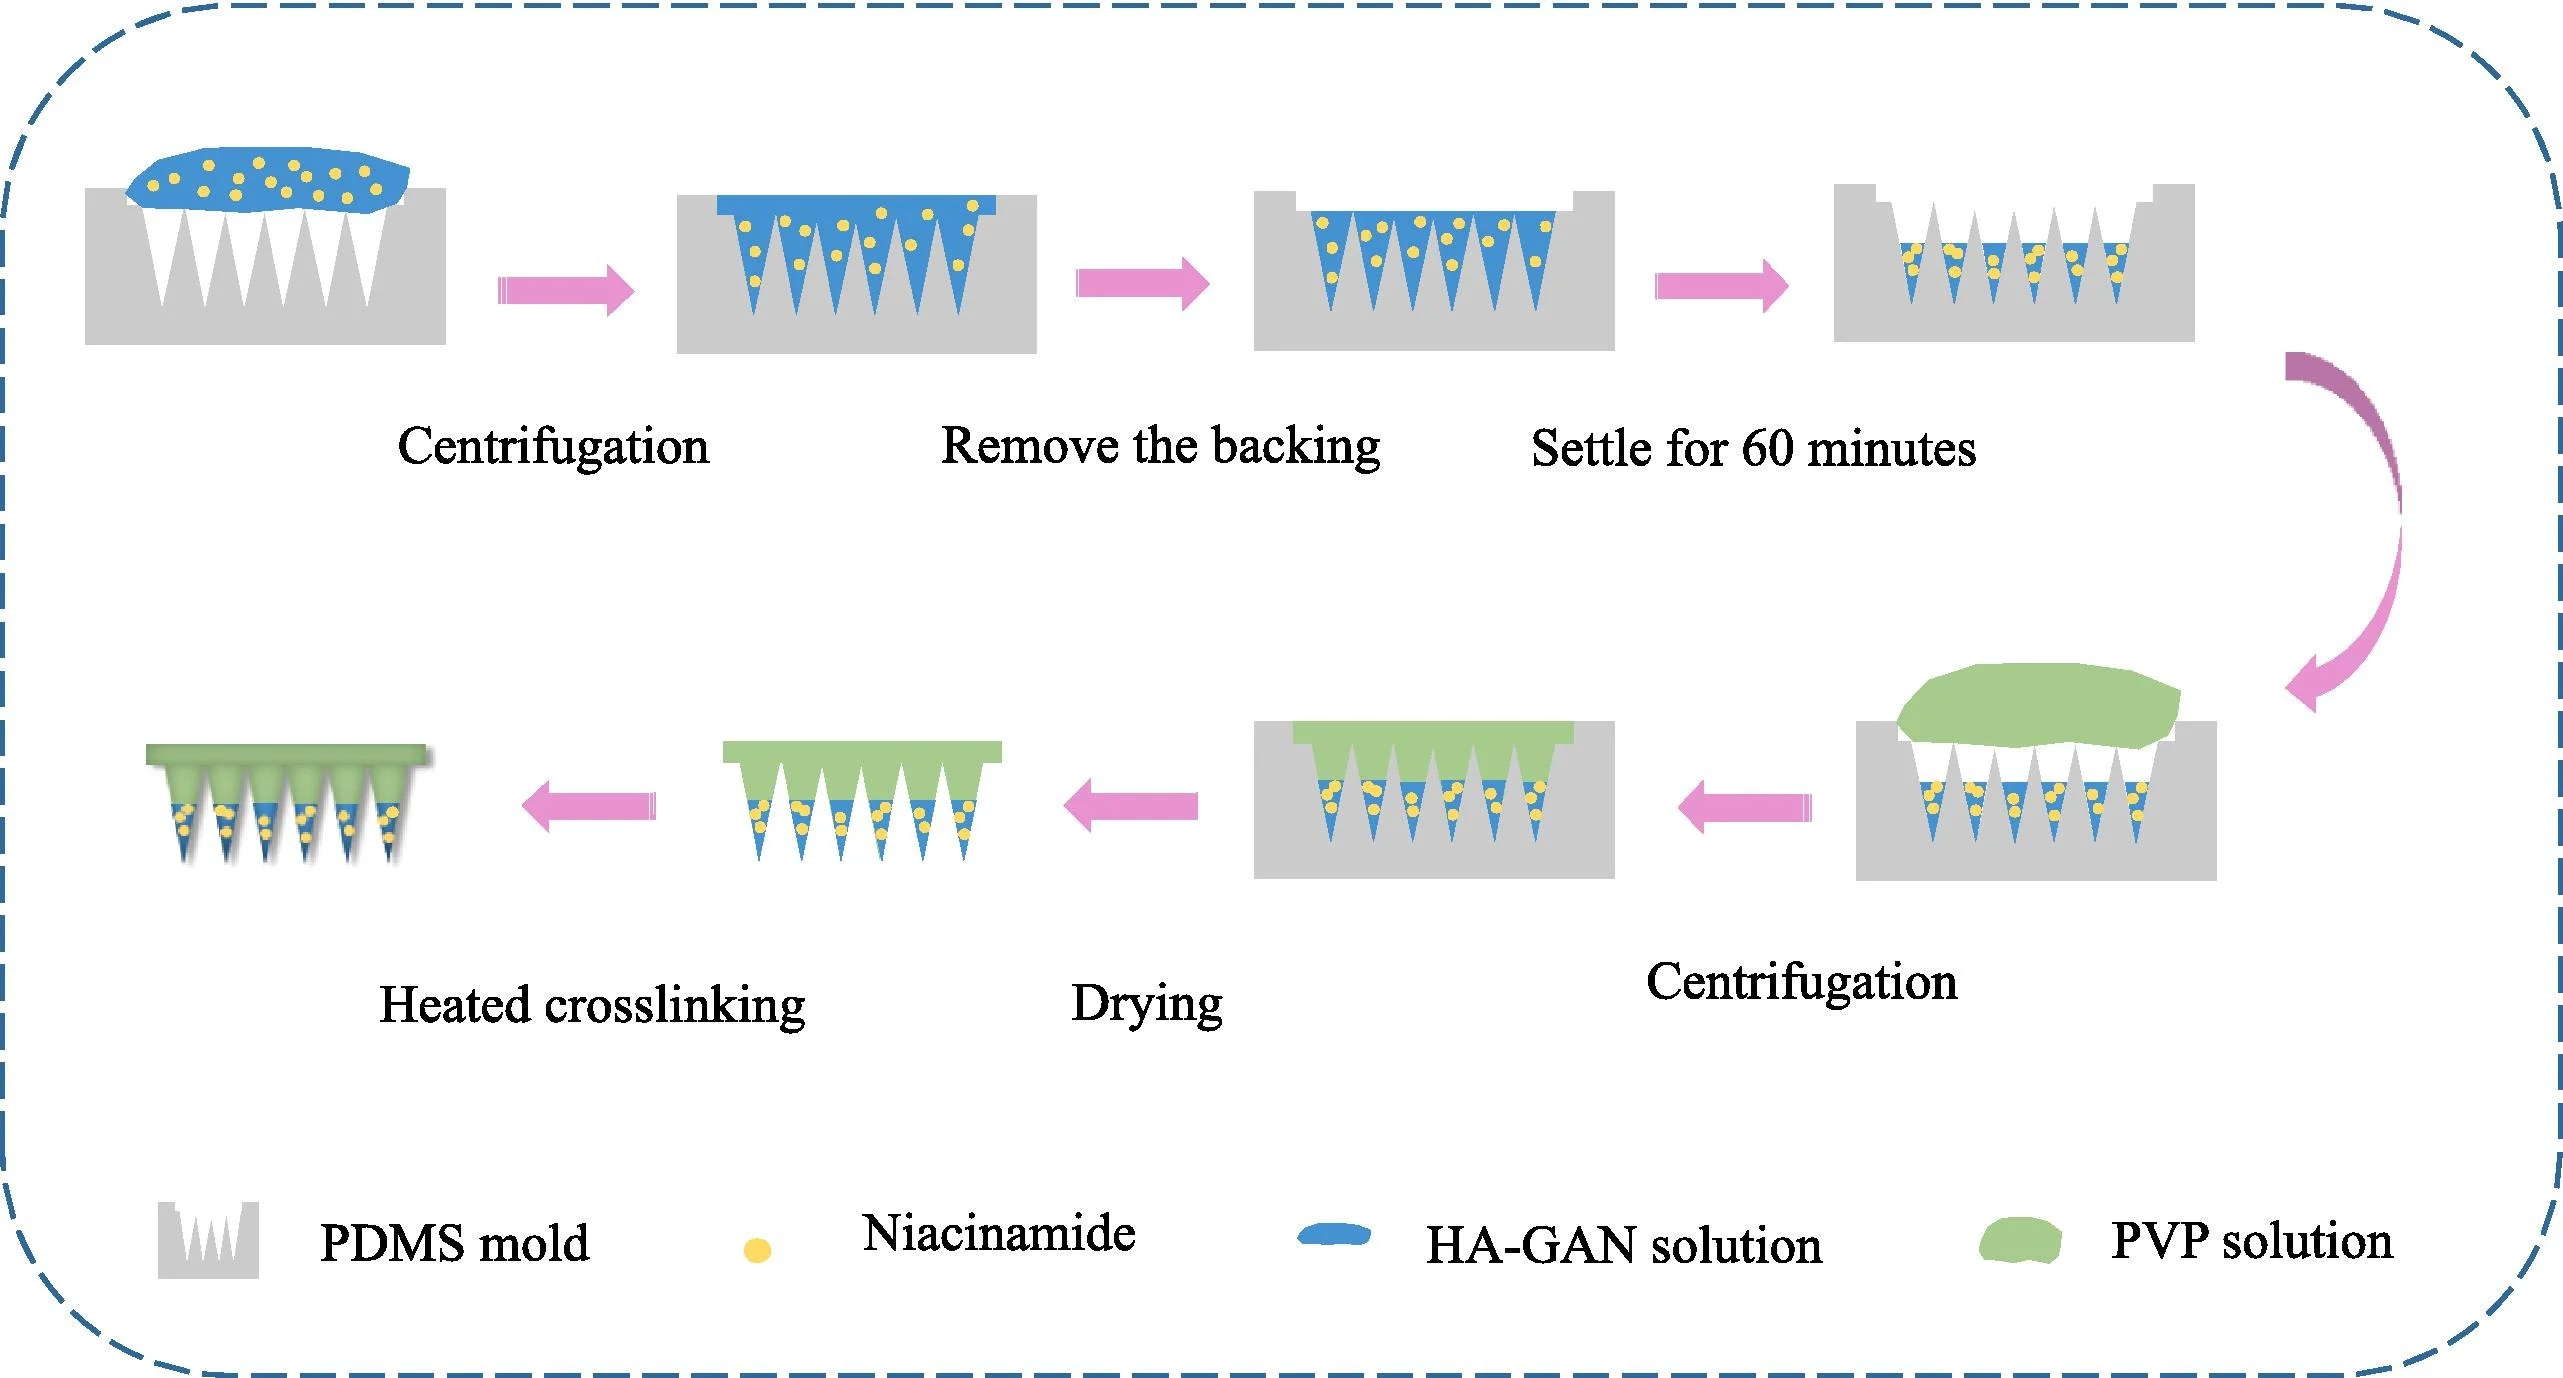 Centrifugation
Remove the backing
Settle for 60 minutes
Heated crosslinking
Drying
Centrifugation
PDMS mold
Niacinamide
HA-GAN solution
PVP solution